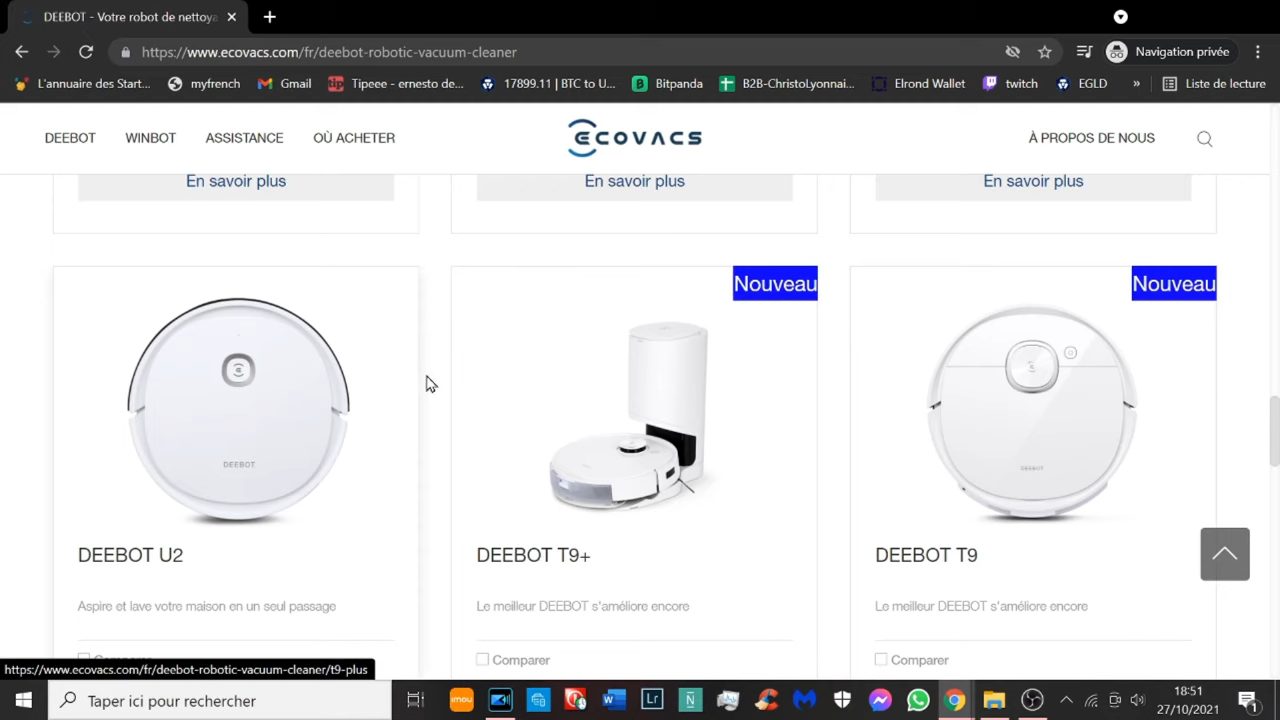 DEEBOT - Votre robot de nettoya
https://www.ecovacs.com/fr/deebot-robotic-vacuum-cleaner
Navigation privée
L'annuaire des Start...
myfrench
Gmail
Tipeee - ernesto de...
17899.11 | BTC to U...
Bitpanda
B2B-ChristoLyonnai...
Elrond Wallet
twitch
EGLD
»
Liste de lecture
DEEBOT
WINBOT
ASSISTANCE
OÙ ACHETER
ECOVACS
À PROPOS DE NOUS
En savoir plus
En savoir plus
En savoir plus
Nouveau
Nouveau
DEEBOT
DEEBOT
DEEBOT U2
DEEBOT T9+
DEEBOT T9
Aspire et lave votre maison en un seul passage
Le meilleur DEEBOT s'améliore encore
Le meilleur DEEBOT s'améliore encore
Comparer
Comparer
https://www.ecovacs.com/fr/deebot-robotic-vacuum-cleaner/t9-plus
Taper ici pour rechercher
imou
W
Lr
18:51
27/10/2021
1